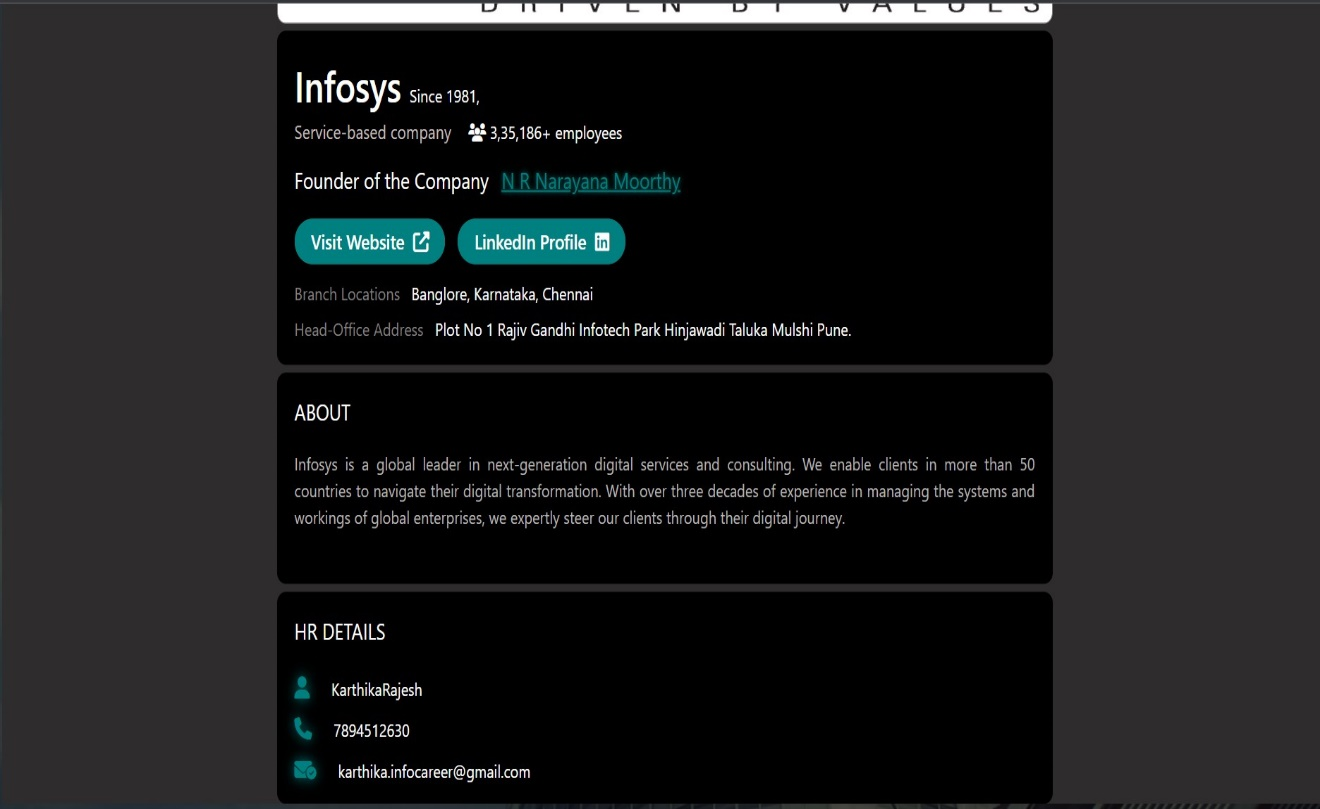 DRIVEN BY VALUES
Infosys Since 1981,
Service-based company 3,35,186+ employees
Founder of the Company N R Narayana Moorthy
Visit Website LinkedIn Profile
Branch Locations Banglore, Karnataka, Chennai
Head-Office Address Plot No 1 Rajiv Gandhi Infotech Park Hinjawadi Taluka Mulshi Pune.
ABOUT
Infosys is a global leader in next-generation digital services and consulting. We enable clients in more than 50
countries to navigate their digital transformation. With over three decades of experience in managing the systems and
workings of global enterprises, we expertly steer our clients through their digital journey.
HR DETAILS
KarthikaRajesh
7894512630
karthika.infocareer@gmail.com